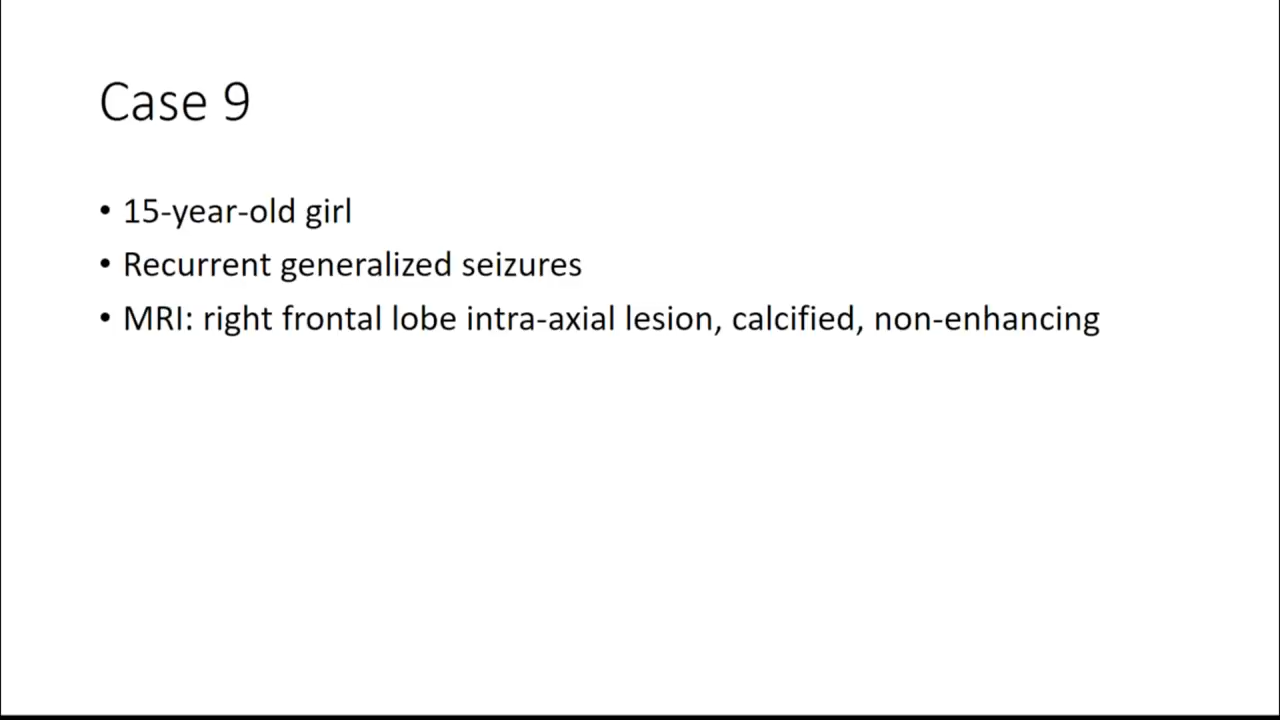 Case 9
• 15-year-old girl
• Recurrent generalized seizures
• MRI: right frontal lobe intra-axial lesion, calcified, non-enhancing